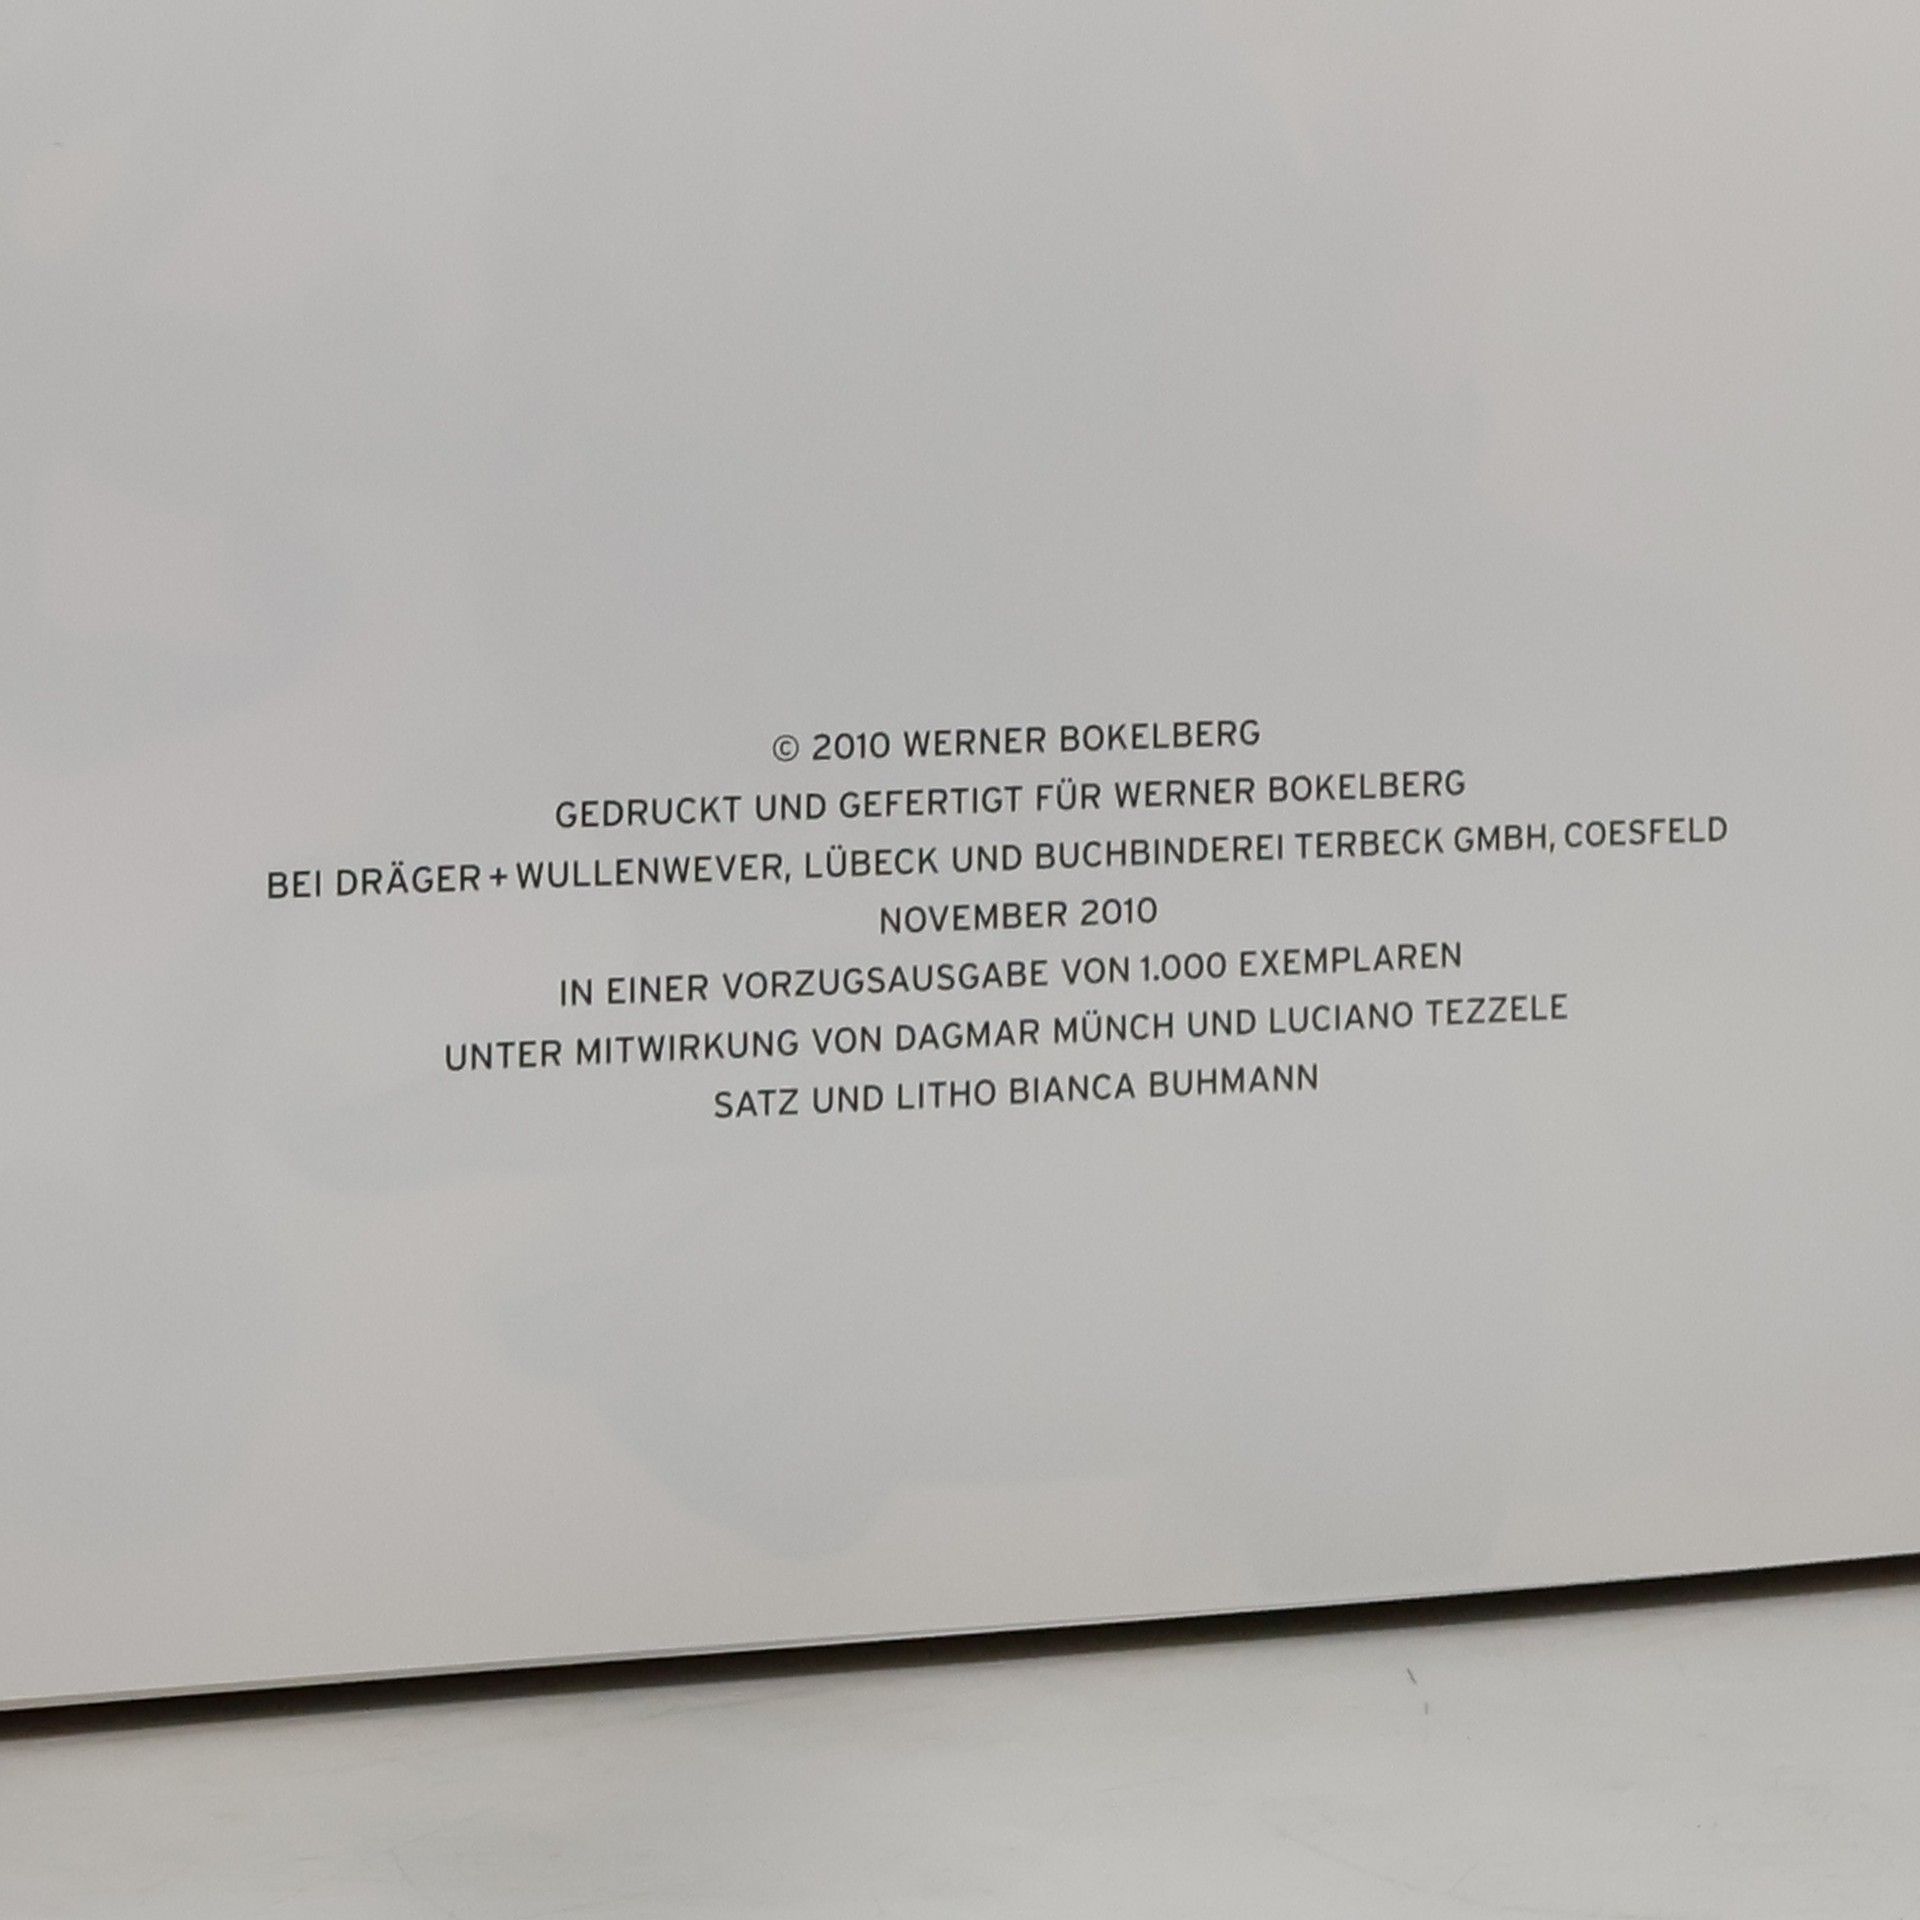 © 2010 WERNER BOKELBERG
GEDRUCKT UND GEFERTIGT FÜR WERNER BOKELBERG
BEI DRÄGER + WULLENWEVER, LÜBECK UND BUCHBINDEREI TERBECK GMBH, COESFELD
NOVEMBER 2010
IN EINER VORZUGSAUSGABE VON 1.000 EXEMPLAREN
UNTER MITWIRKUNG VON DAGMAR MÜNCH UND LUCIANO TEZZELE
SATZ UND LITHO BIANCA BUHMANN